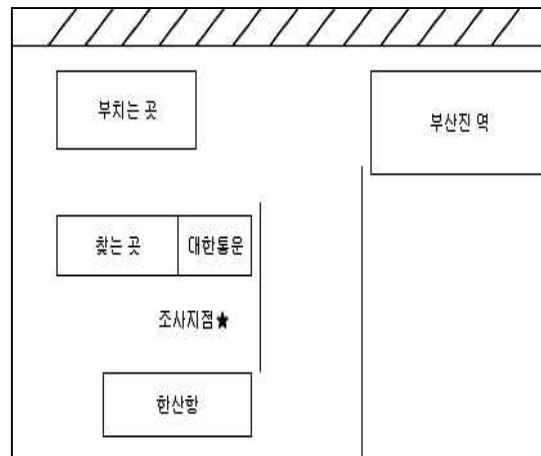 부치는 곳
부산진 역
찾는 곳
대한통운
조사지점★
한산항